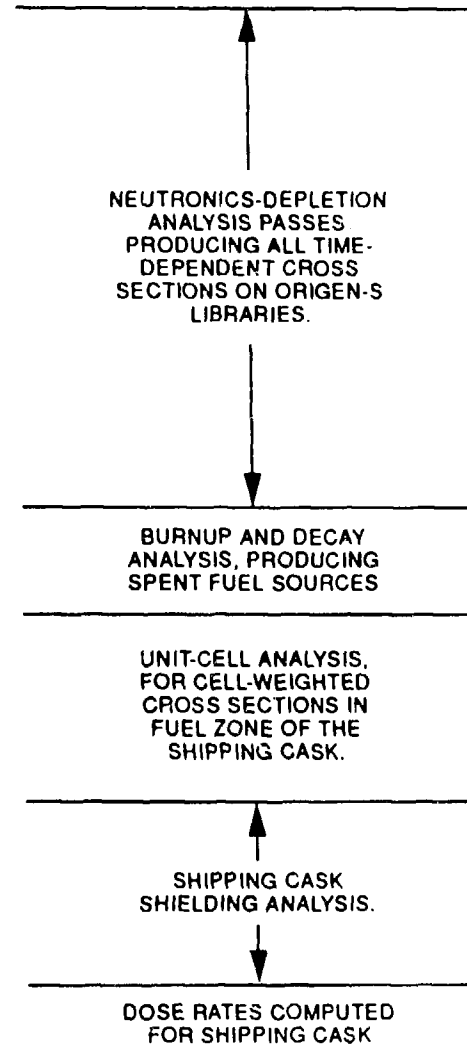 NEUTRONICS-DEPLETION
ANALYSIS PASSES
PRODUCING ALL TIME-
DEPENDENT CROSS
SECTIONS ON ORIGEN-S
LIBRARIES.
BURNUP AND DECAY
ANALYSIS, PRODUCING
SPENT FUEL SOURCES
UNIT-CELL ANALYSIS,
FOR CELL-WEIGHTED
CROSS SECTIONS IN
FUEL ZONE OF THE
SHIPPING CASK.
SHIPPING CASK
SHIELDING ANALYSIS.
DOSE RATES COMPUTED
FOR SHIPPING CASK